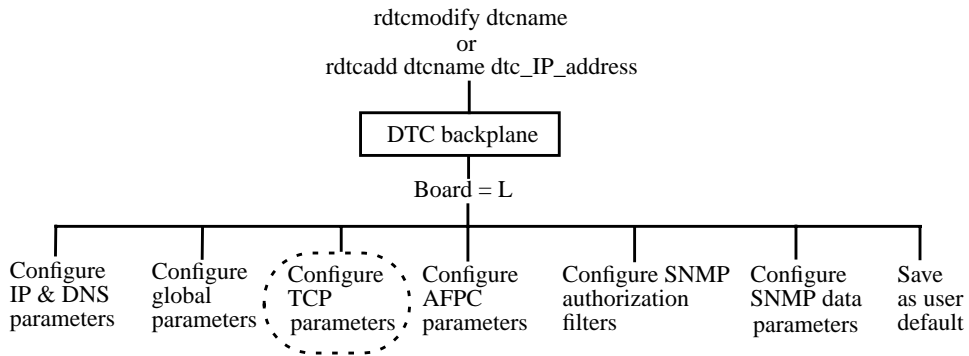 rdtcmodify dtcname
or
rdtcadd dtcname dtc_IP_address
DTC backplane
Board = L
Configure
IP & DNS
parameters
Configure
global
parameters
Configure
TCP
parameters
Configure
AFPC
parameters
Configure SNMP
authorization
filters
Configure
SNMP data
parameters
Save
as user
default